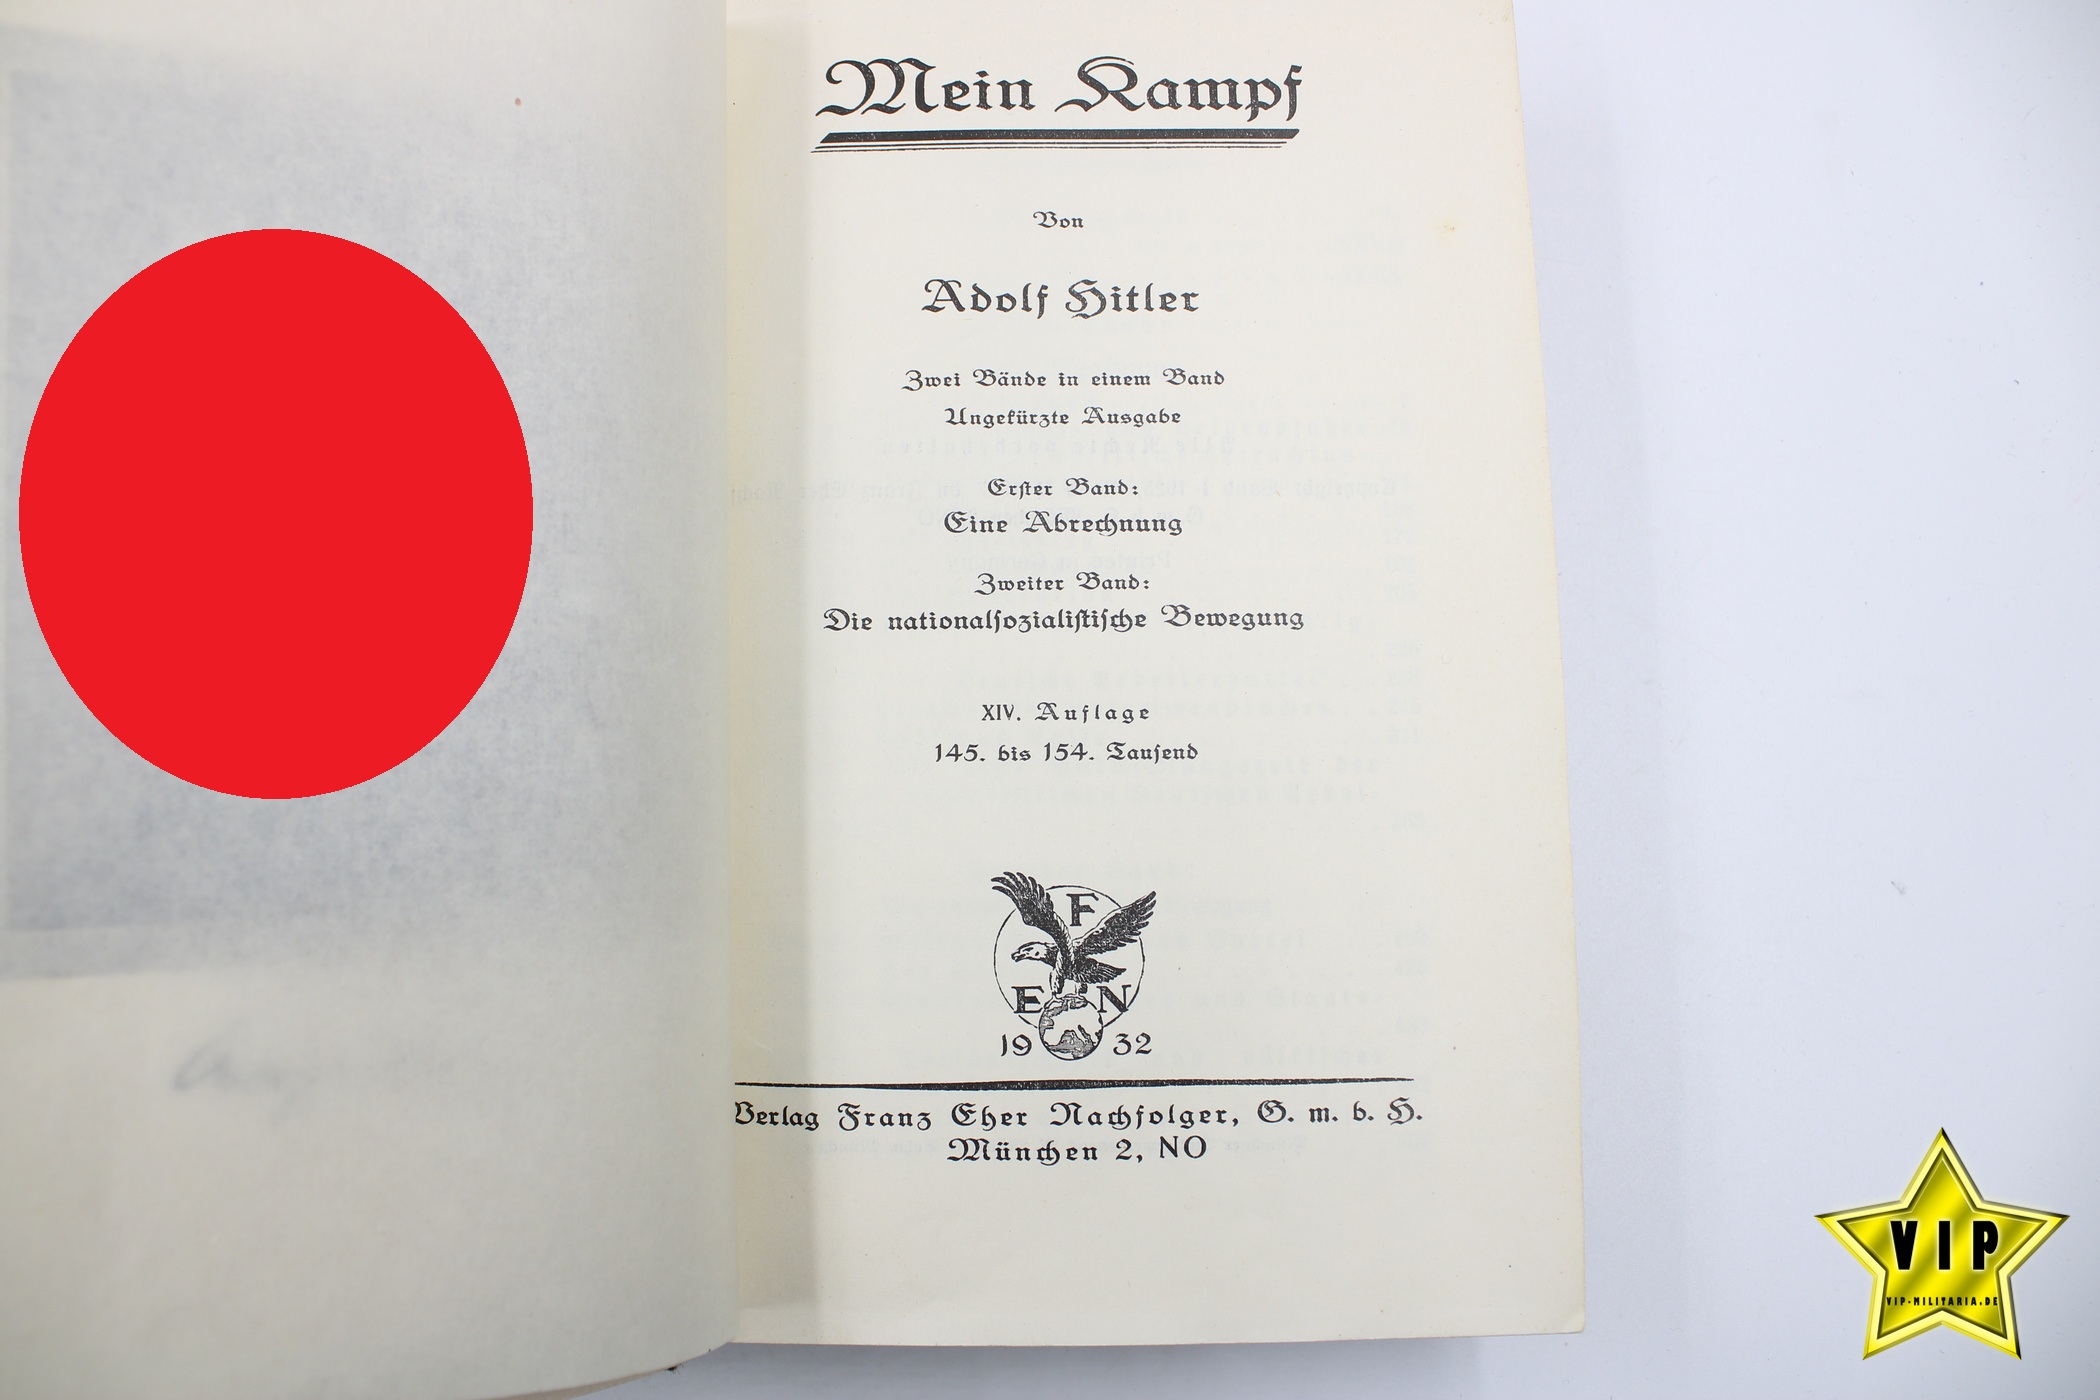 Mein Kampf
Von
Adolf Hitler
Zwei Bände in einem Band
Ungekürzte Ausgabe
Erster Band:
Eine Abrechnung
Zweiter Band:
Die nationalsozialistische Bewegung
XIV. Auflage
145. bis 154. Tausend
F
E N
19 32
Verlag Franz Eher Nachfolger, G. m. b. H.
München 2, NO
VIP
VIP-MILITARIA.DE